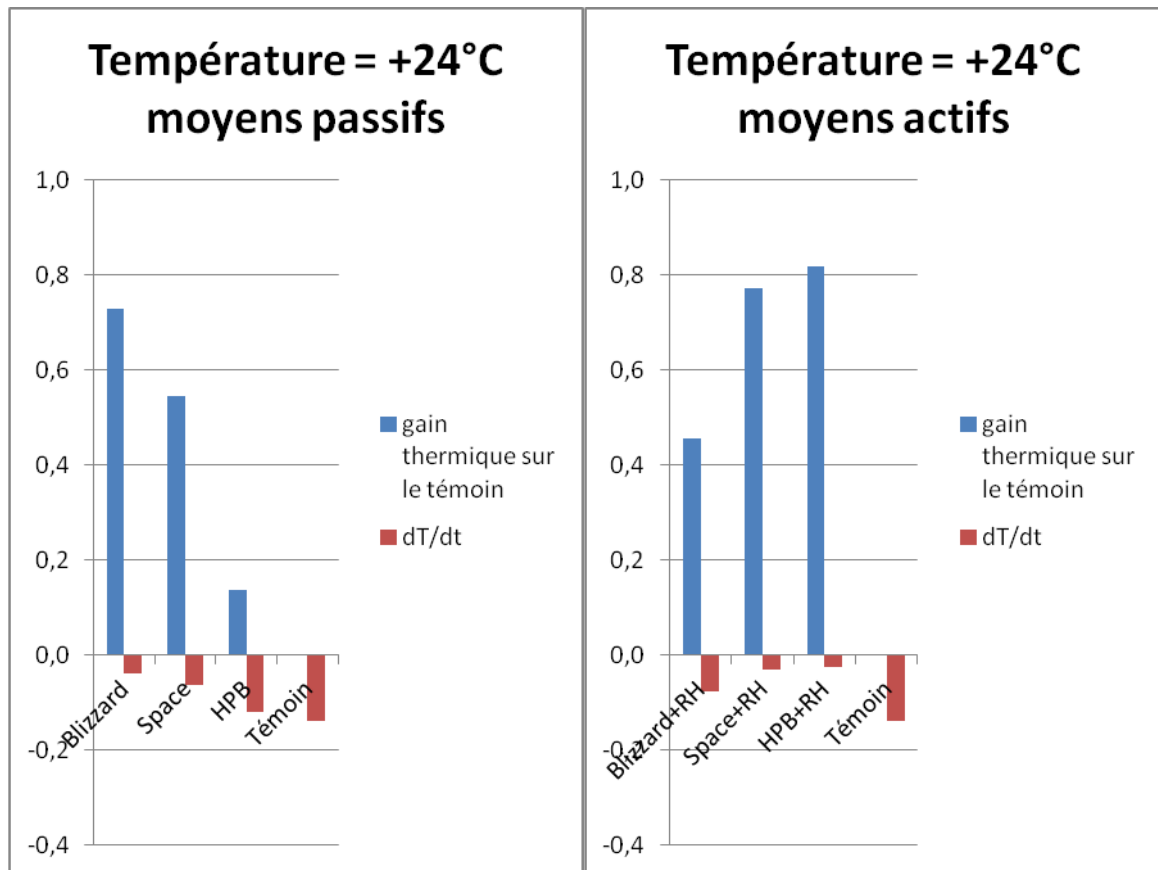 Température = +24°C
moyens passifs
1,0
0,8
0,6
0,4
0,2
0,0
-0,2
-0,4
Blizzard
Space
HPB
Témoin
gain
thermique sur
le témoin
dT/dt
Température = +24°C
moyens actifs
1,0
0,8
0,6
0,4
0,2
0,0
-0,2
-0,4
Blizzard+RH
Space+RH
HPB+RH
Témoin
gain
thermique sur
le témoin
dT/dt